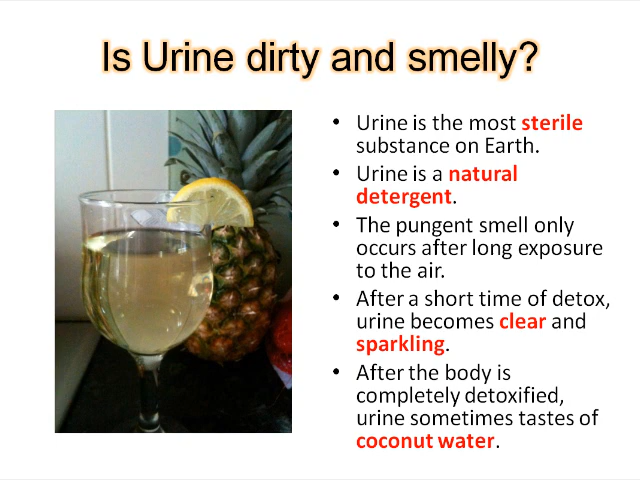 Is Urine dirty and smelly?
• Urine is the most sterile
substance on Earth.
• Urine is a natural
detergent.
• The pungent smell only
occurs after long exposure
to the air.
• After a short time of detox,
urine becomes clear and
sparkling.
• After the body is
completely detoxified,
urine sometimes tastes of
coconut water.